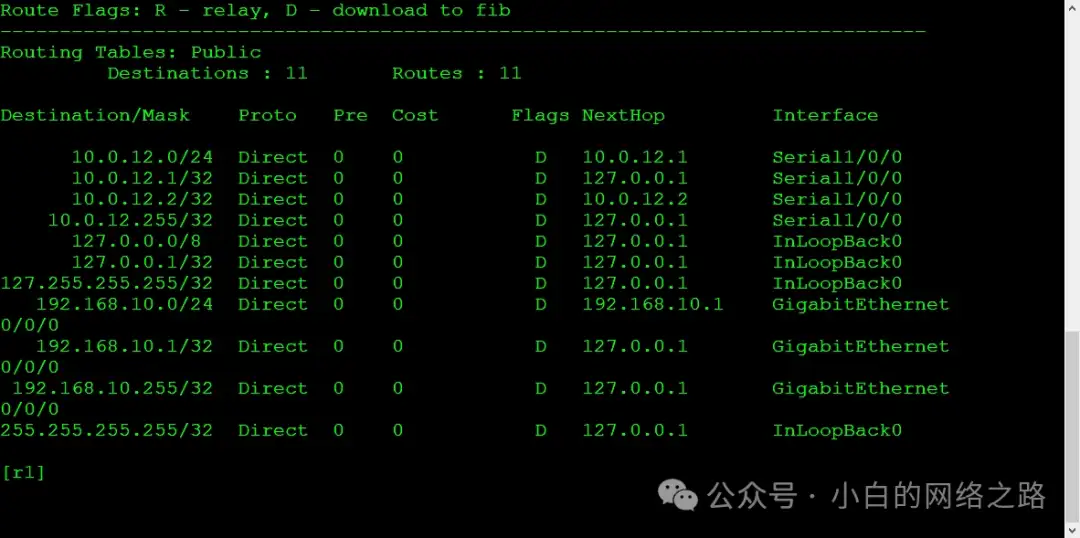 Route Flags: R - relay, D - download to fib
------------------------------------------------------------------------------
Routing Tables: Public
         Destinations : 11       Routes : 11

Destination/Mask    Proto   Pre  Cost      Flags NextHop         Interface

      10.0.12.0/24  Direct  0    0           D   10.0.12.1       Serial1/0/0
      10.0.12.1/32  Direct  0    0           D   127.0.0.1       Serial1/0/0
      10.0.12.2/32  Direct  0    0           D   10.0.12.2       Serial1/0/0
    10.0.12.255/32  Direct  0    0           D   127.0.0.1       Serial1/0/0
      127.0.0.0/8   Direct  0    0           D   127.0.0.1       InLoopBack0
      127.0.0.1/32  Direct  0    0           D   127.0.0.1       InLoopBack0
127.255.255.255/32  Direct  0    0           D   127.0.0.1       InLoopBack0
   192.168.10.0/24  Direct  0    0           D   192.168.10.1    GigabitEthernet
0/0/0
   192.168.10.1/32  Direct  0    0           D   127.0.0.1       GigabitEthernet
0/0/0
 192.168.10.255/32  Direct  0    0           D   127.0.0.1       GigabitEthernet
0/0/0
255.255.255.255/32  Direct  0    0           D   127.0.0.1       InLoopBack0

[r1]
公众号 · 小白的网络之路